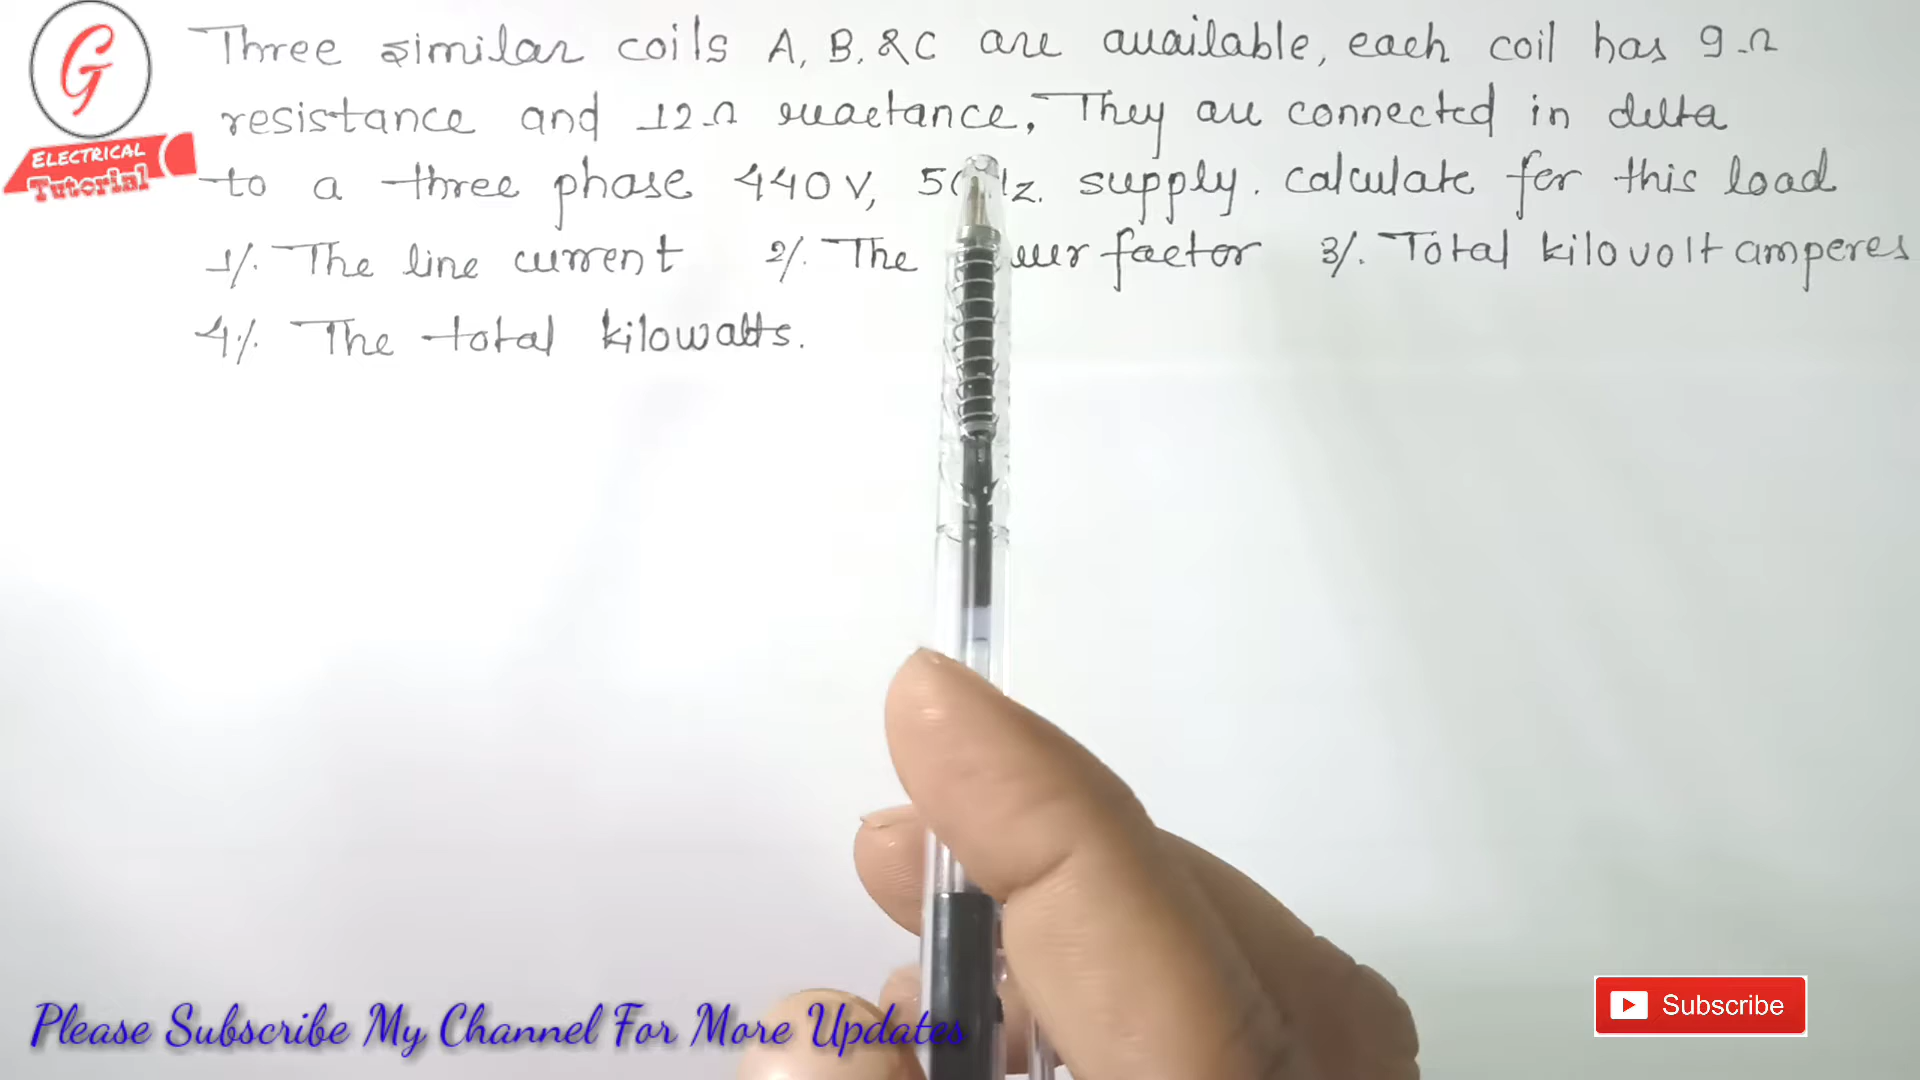 G
ELECTRICAL
Tutorial
Three similar coils A, B, & C are available, each coil has 9 Ω
resistance and 12 Ω reactance, They are connected in delta
to a three phase 440 V, supply. calculate for this load
1/. The line current 2/. The factor 3/. Total kilovolt amperes
4/. The total kilowatts.
Please Subscribe My Channel For More Updates
Subscribe